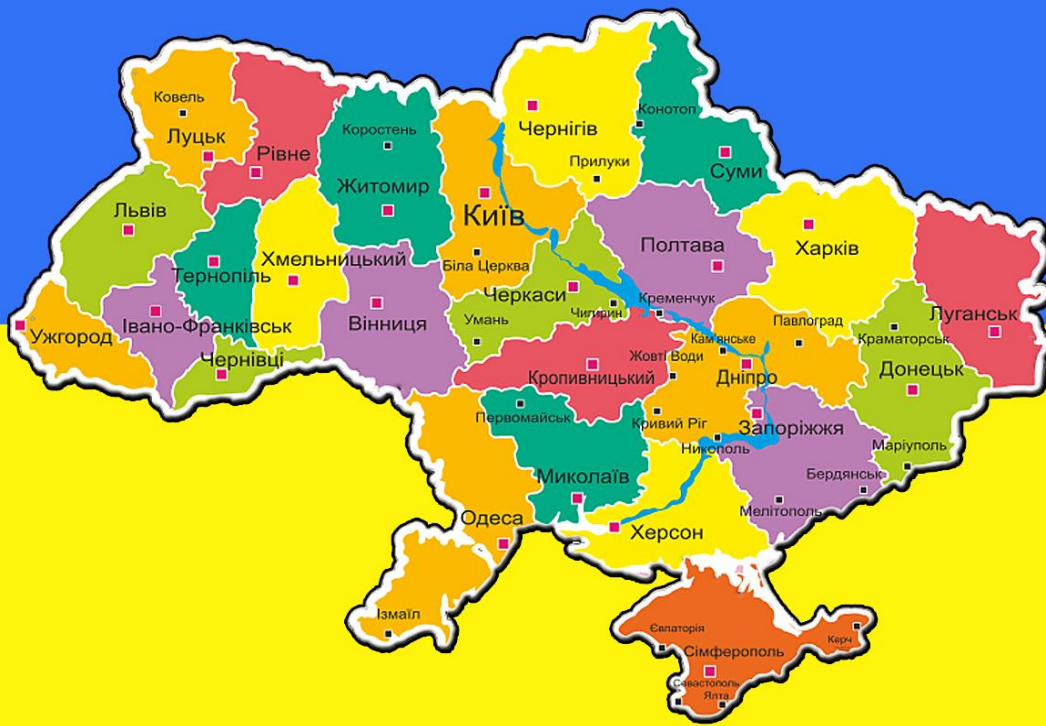 Ковель
Луцьк
Рівне
Коростень
Житомир
Київ
Біла Церква
Чернігів
Прилуки
Конотоп
Суми
Львів
Тернопіль
Хмельницький
Вінниця
Ужгород
Івано-Франківськ
Чернівці
Черкаси
Умань
Чигирин
Полтава
Кременчук
Харків
Луганськ
Кропивницький
Жовті Води
Кам'янське
Дніпро
Павлоград
Краматорськ
Донецьк
Первомайськ
Кривий Ріг
Никополь
Запоріжжя
Маріуполь
Бердянськ
Мелітополь
Миколаїв
Одеса
Херсон
Ізмаїл
Євлаторія
Сімферополь
Керч
Севастополь
Ялта